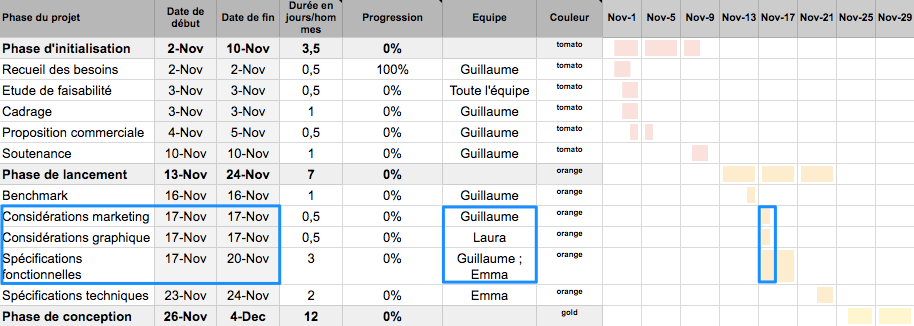 Phase du projet Date de début Date de fin Durée en jours/hommes Progression Equipe Couleur Nov-1 Nov-5 Nov-9 Nov-13 Nov-17 Nov-21 Nov-25 Nov-29
Phase d'initialisation 2-Nov 10-Nov 3,5 0% tomato
Recueil des besoins 2-Nov 2-Nov 0,5 100% Guillaume tomato
Etude de faisabilité 3-Nov 3-Nov 0,5 0% Toute l'équipe tomato
Cadrage 3-Nov 3-Nov 1 0% Guillaume tomato
Proposition commerciale 4-Nov 5-Nov 0,5 0% Guillaume tomato
Soutenance 10-Nov 10-Nov 1 0% Guillaume tomato
Phase de lancement 13-Nov 24-Nov 7 0% orange
Benchmark 16-Nov 16-Nov 1 0% Guillaume orange
Considérations marketing 17-Nov 17-Nov 0,5 0% Guillaume orange
Considérations graphique 17-Nov 17-Nov 0,5 0% Laura orange
Spécifications fonctionnelles 17-Nov 20-Nov 3 0% Guillaume ; Emma orange
Spécifications techniques 23-Nov 24-Nov 2 0% Emma orange
Phase de conception 26-Nov 4-Dec 12 0% gold